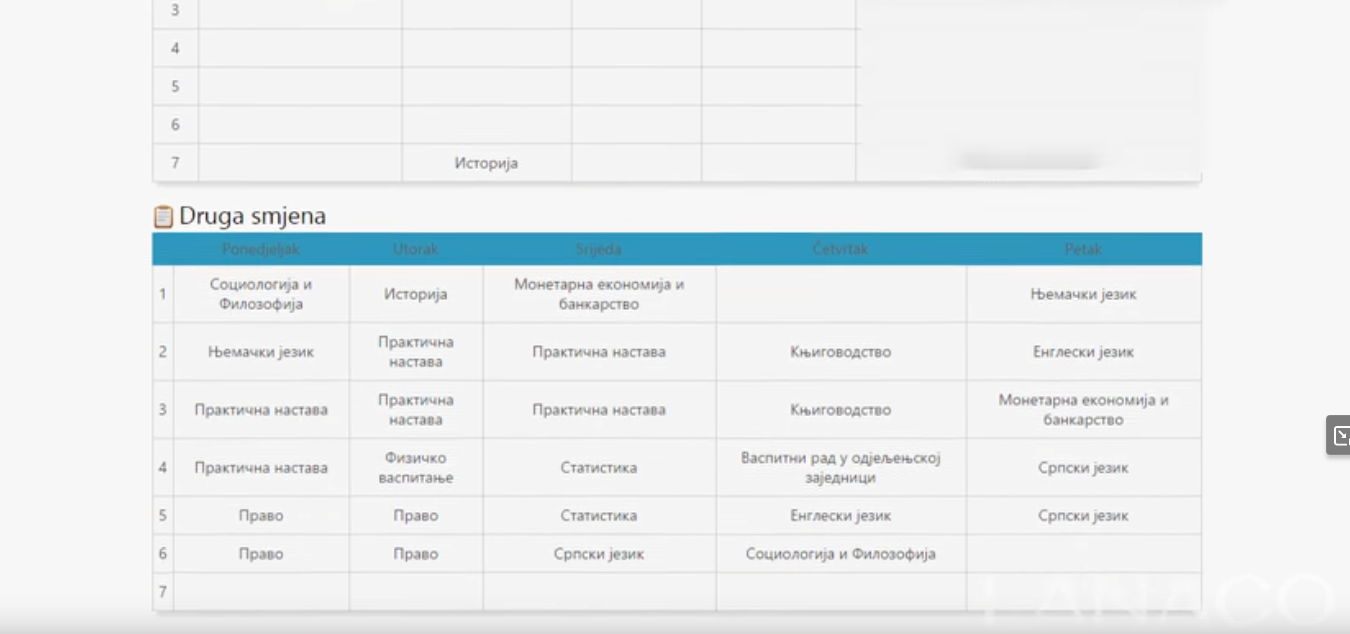 3
4
5
6
7 Историја
Druga smjena
Ponedjeljak Utorak Srijeda Četvrtak Petak
1 Социологија и Филозофија Историја Монетарна економија и банкарство Њемачки језик
2 Њемачки језик Практична настава Практична настава Књиговодство Енглески језик
3 Практична настава Практична настава Практична настава Књиговодство Монетарна економија и банкарство
4 Практична настава Физичко васпитање Статистика Васпитни рад у одјељењској заједници Српски језик
5 Право Право Статистика Енглески језик Српски језик
6 Право Право Српски језик Социологија и Филозофија
7
LANACO